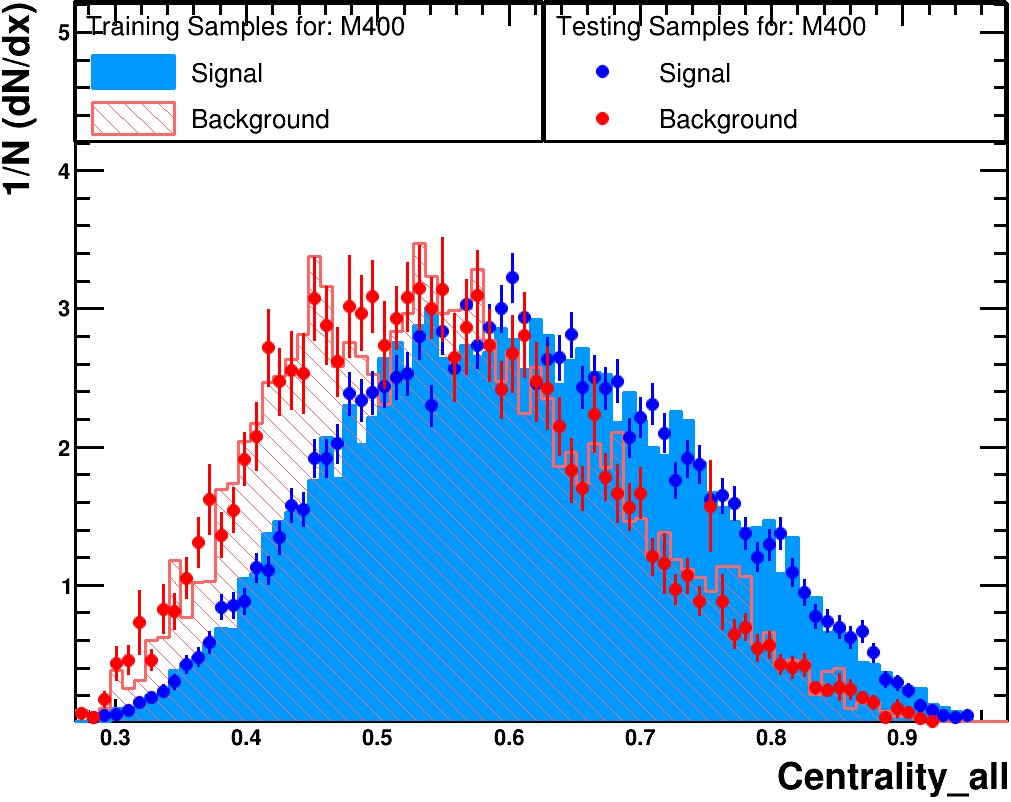 1/N (dN/dx)
Training Samples for: M400
Signal
Background
Testing Samples for: M400
Signal
Background
5
4
3
2
1
0.3 0.4 0.5 0.6 0.7 0.8 0.9
Centrality_all